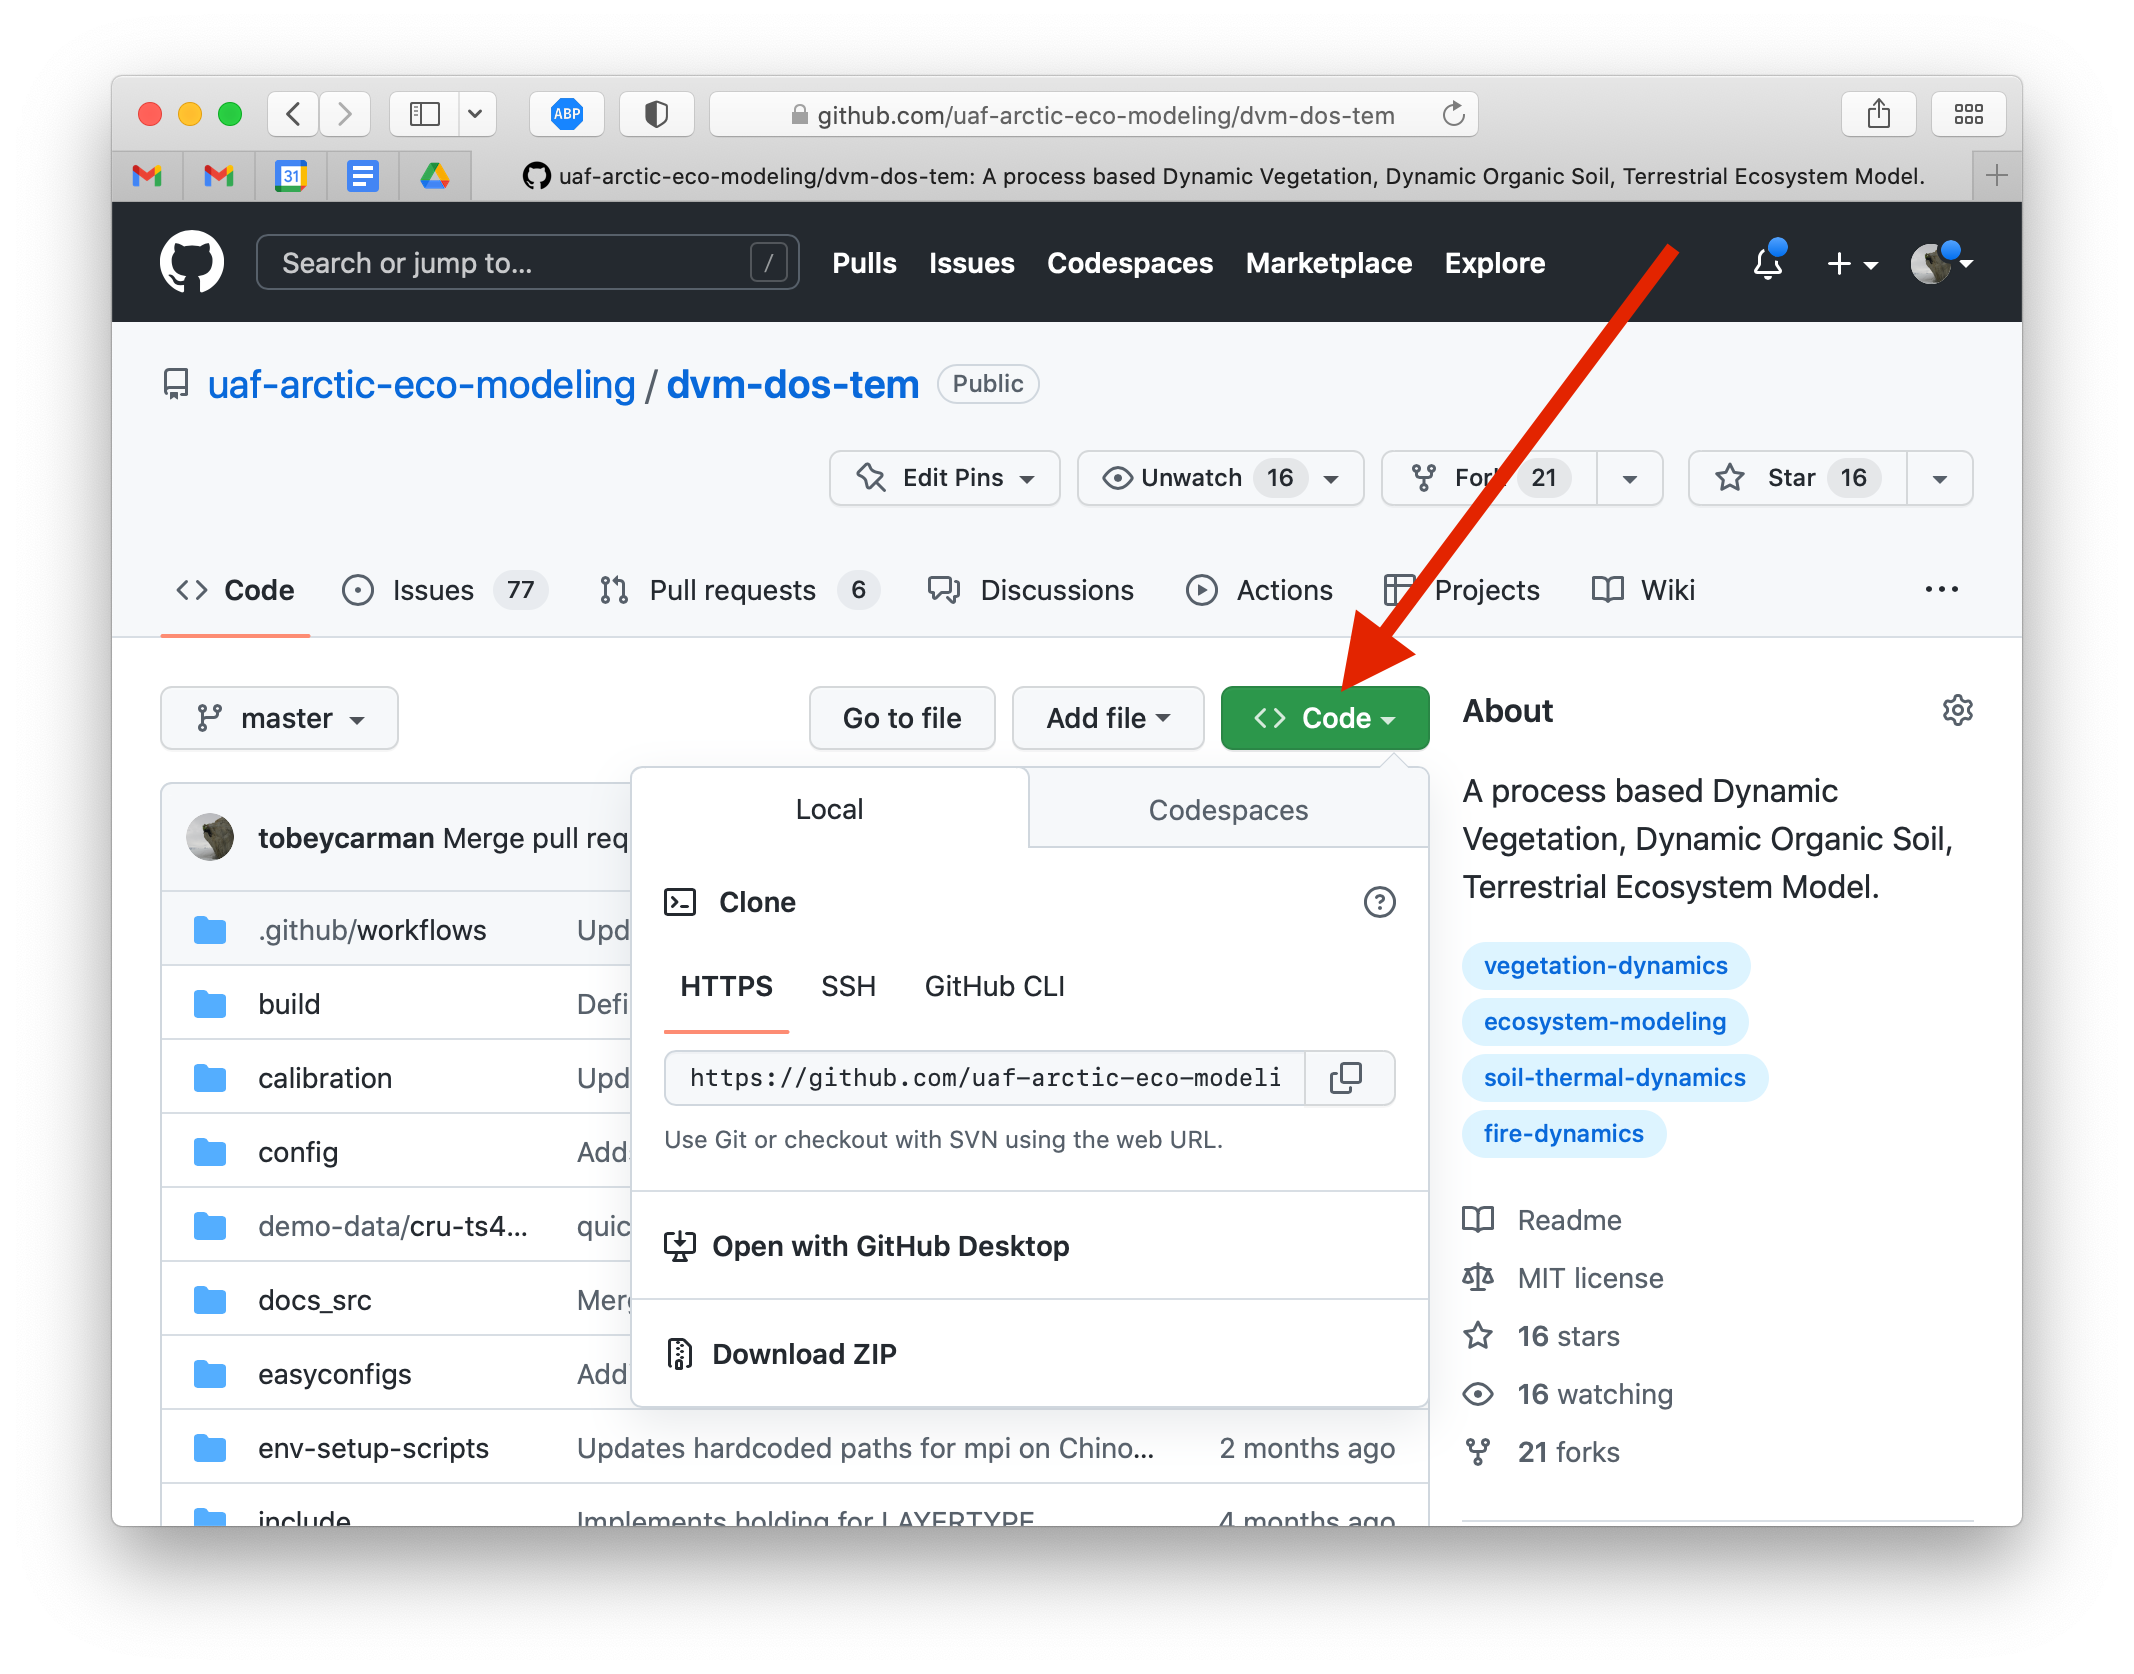 ABP
github.com/uaf-arctic-eco-modeling/dvm-dos-tem
31
uaf-arctic-eco-modeling/dvm-dos-tem: A process based Dynamic Vegetation, Dynamic Organic Soil, Terrestrial Ecosystem Model.
Search or jump to... /
Pulls Issues Codespaces Marketplace Explore
uaf-arctic-eco-modeling / dvm-dos-tem Public
Edit Pins Unwatch 16 Fork 21 Star 16
Code Issues 77 Pull requests 6 Discussions Actions Projects Wiki
master Go to file Add file Code
About
A process based Dynamic
Vegetation, Dynamic Organic Soil,
Terrestrial Ecosystem Model.
vegetation-dynamics
ecosystem-modeling
soil-thermal-dynamics
fire-dynamics
Readme
MIT license
16 stars
16 watching
21 forks
Local Codespaces
Clone
HTTPS SSH GitHub CLI
https://github.com/uaf-arctic-eco-modeli
Use Git or checkout with SVN using the web URL.
Open with GitHub Desktop
Download ZIP
tobeycarman Merge pull req
.github/workflows Upd
build Defi
calibration Upd
config Add
demo-data/cru-ts4... quic
docs_src Merg
easyconfigs Add
env-setup-scripts Updates hardcoded paths for mpi on Chino... 2 months ago
include Implements holding for LAYERTYPE 4 months ago